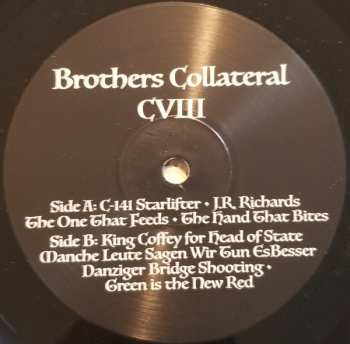 Brothers Collateral
CVIII
Side A: C-141 Starlifter • J.R. Richards
The One That Feeds • The Hand That Bites
Side B: King Coffey for Head of State
Manche Leute Sagen Wir Tun EsBesser
Danziger Bridge Shooting •
Green is the New Red